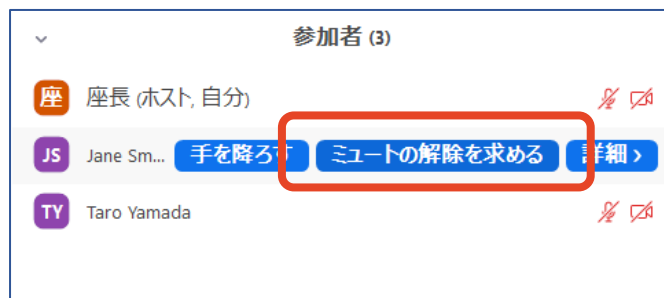 参加者 (3)
座 座長 (ホスト, 自分)
JS Jane Sm... 手を降ろす ミュートの解除を求める 詳細 >
TY Taro Yamada